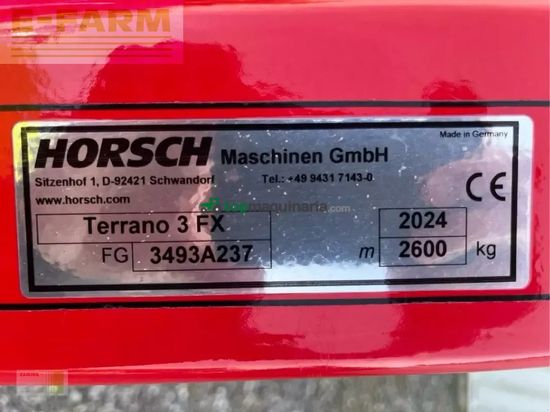 E-FARM
HORSCH Maschinen GmbH
Made in Germany
Sitzenhof 1, D-92421 Schwandorf
Tel.: +49 9431 7143-0
www.horsch.com
CE
maquinaria.com
Terrano 3 FX
2024
FG 3493A237
m 2600 kg